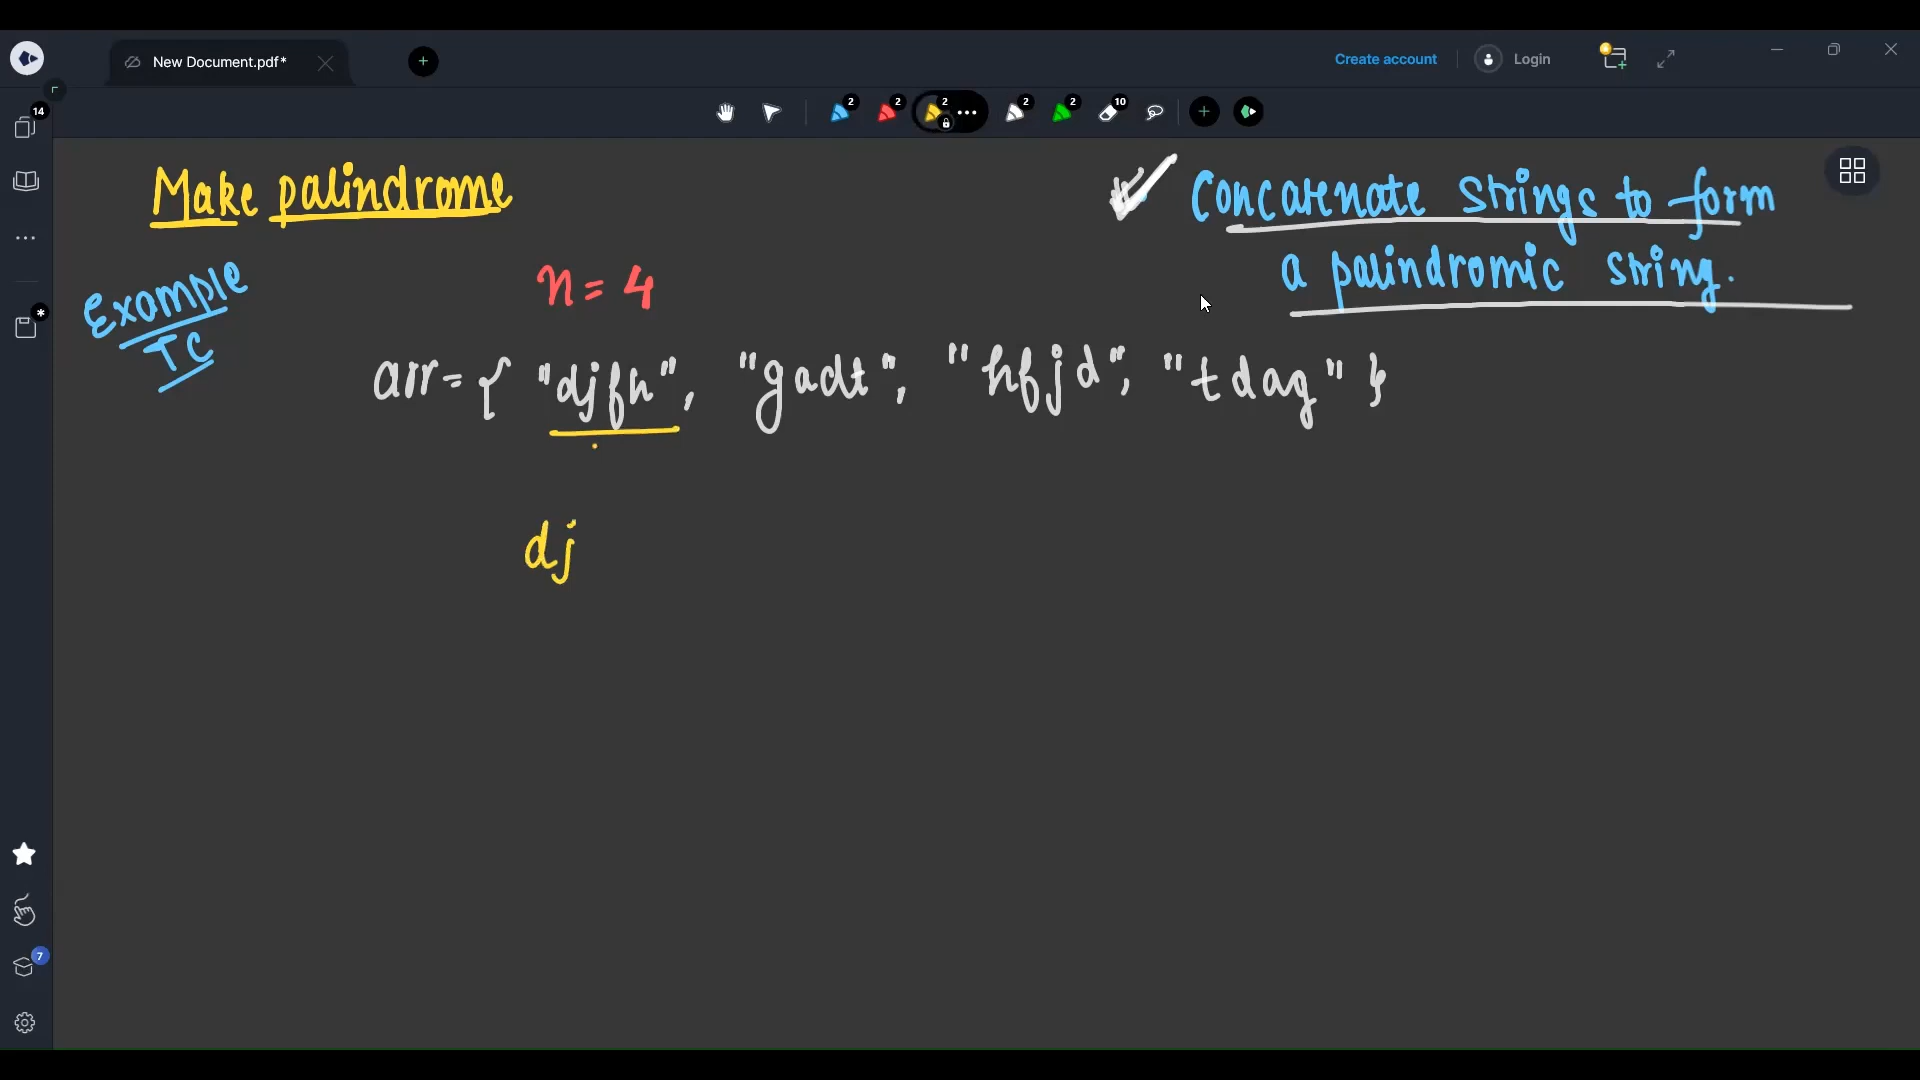 New Document.pdf*
Create account
Login
14
2
2
2
2
2
10
Make palindrome
Concatenate strings to form
a palindromic string.
Example
TC
n = 4
arr = { "djfh", "gadt", "hfjd", "tdag" }
dj
7